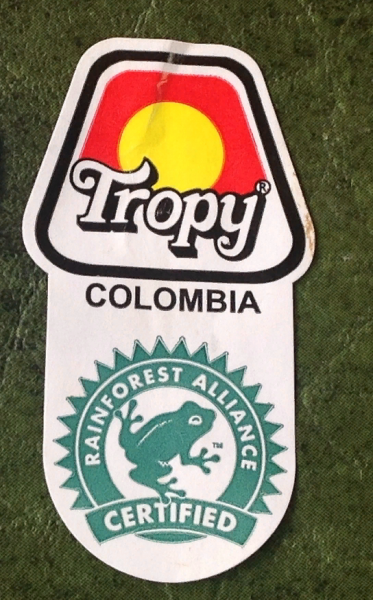 Tropy®
COLOMBIA
RAINFOREST ALLIANCE
TM
CERTIFIED